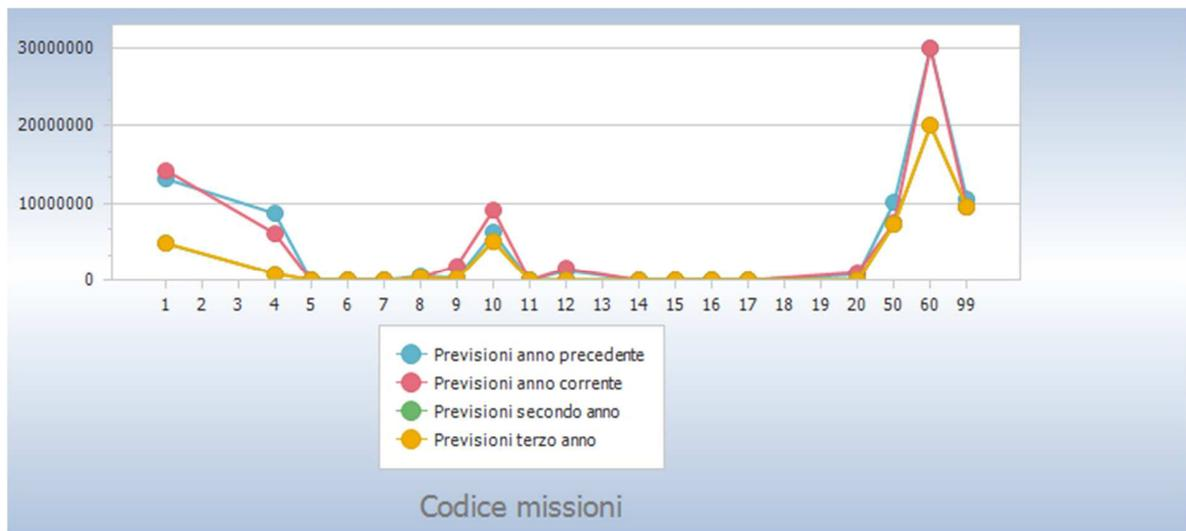 30000000
20000000
10000000
0
1 2 3 4 5 6 7 8 9 10 11 12 13 14 15 16 17 18 19 20 50 60 99
Previsioni anno precedente
Previsioni anno corrente
Previsioni secondo anno
Previsioni terzo anno
Codice missioni